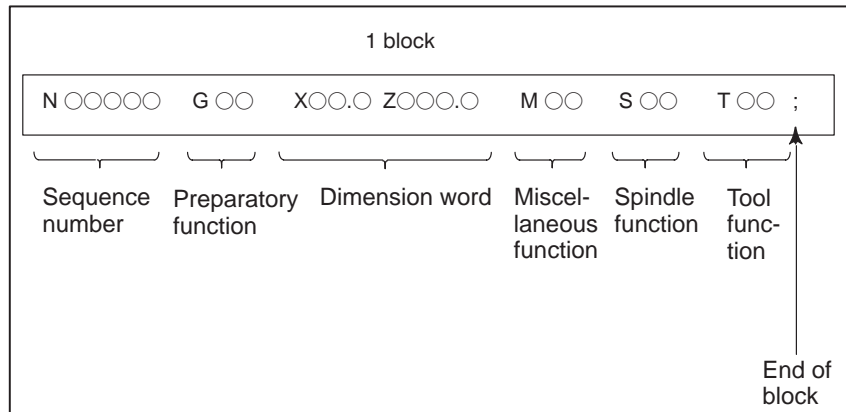 1 block
N ○○○○○ G ○○ X○○.○ Z○○○.○ M ○○ S ○○ T ○○ ;
Sequence number
Preparatory function
Dimension word
Miscel-
laneous
function
Spindle
function
Tool
func-
tion
End of
block